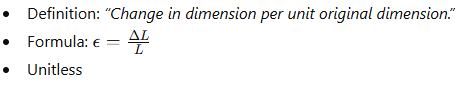 • Definition: “Change in dimension per unit original dimension.”
• Formula: ϵ = ΔL/L
• Unitless